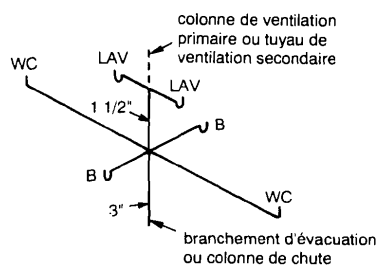 colonne de ventilation
primaire ou tuyau de
ventilation secondaire
WC
LAV
LAV
1 1/2"
B
B
WC
3"
branchement d'évacuation
ou colonne de chute